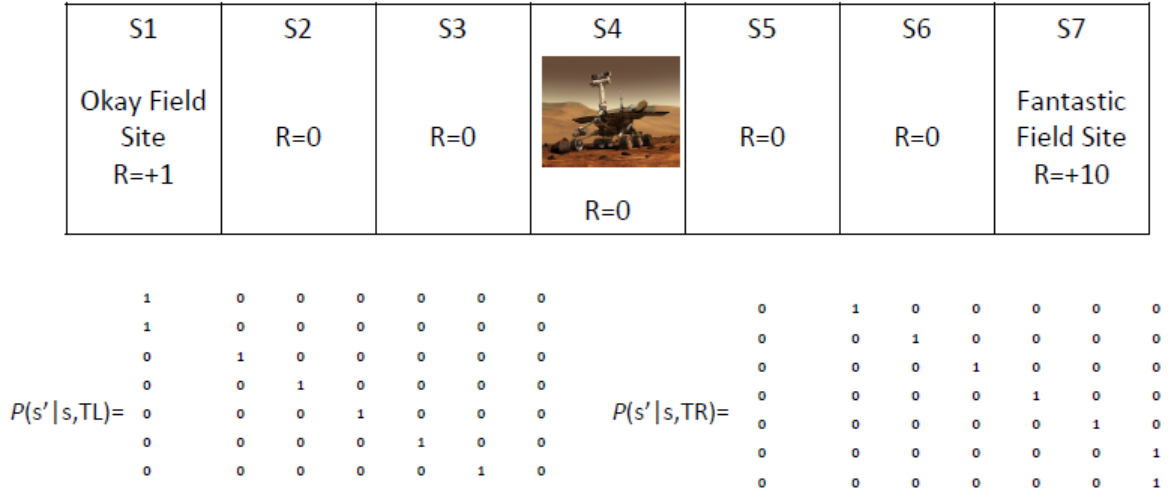 S1 S2 S3 S4 S5 S6 S7
Okay Field Site R=+1
R=0
R=0
R=0
R=0
R=0
Fantastic Field Site R=+10
P(s’|s,TL)=
1 0 0 0 0 0 0
1 0 0 0 0 0 0
0 1 0 0 0 0 0
0 0 1 0 0 0 0
0 0 0 1 0 0 0
0 0 0 0 1 0 0
0 0 0 0 0 1 0
P(s’|s,TR)=
0 1 0 0 0 0 0
0 0 1 0 0 0 0
0 0 0 1 0 0 0
0 0 0 0 1 0 0
0 0 0 0 0 1 0
0 0 0 0 0 0 1
0 0 0 0 0 0 1